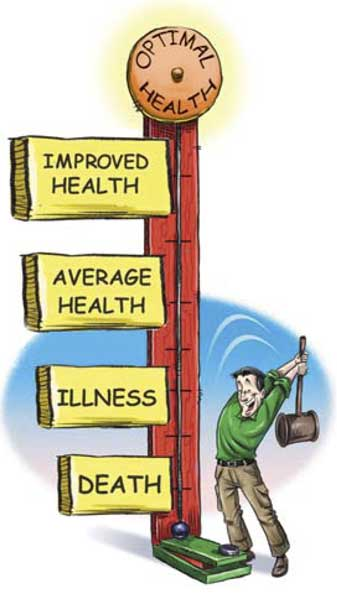 OPTIMAL
HEALTH
IMPROVED
HEALTH
AVERAGE
HEALTH
ILLNESS
DEATH